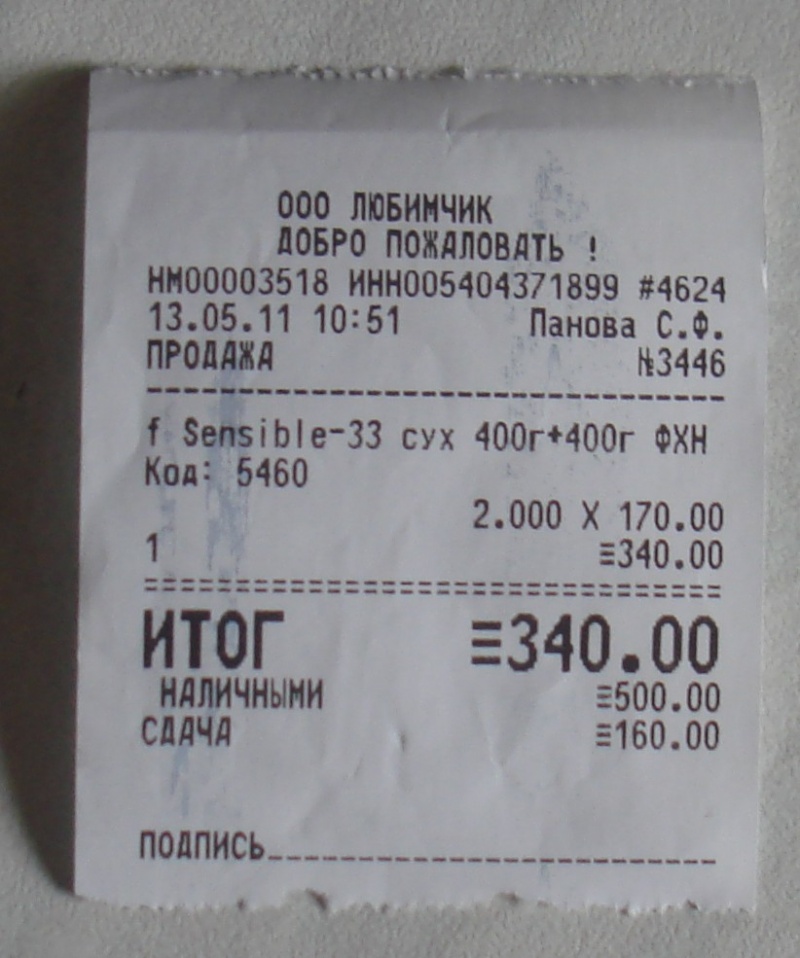 ООО ЛЮБИМЧИК
ДОБРО ПОЖАЛОВАТЬ !
НМ00003518 ИНН005404371899 #4624
13.05.11 10:51 Панова С.Ф.
ПРОДАЖА №3446
f Sensible-33 сух 400г+400г ФХН
Код: 5460
2.000 X 170.00
1 ≡340.00
ИТОГ ≡340.00
НАЛИЧНЫМИ ≡500.00
СДАЧА ≡160.00
ПОДПИСЬ